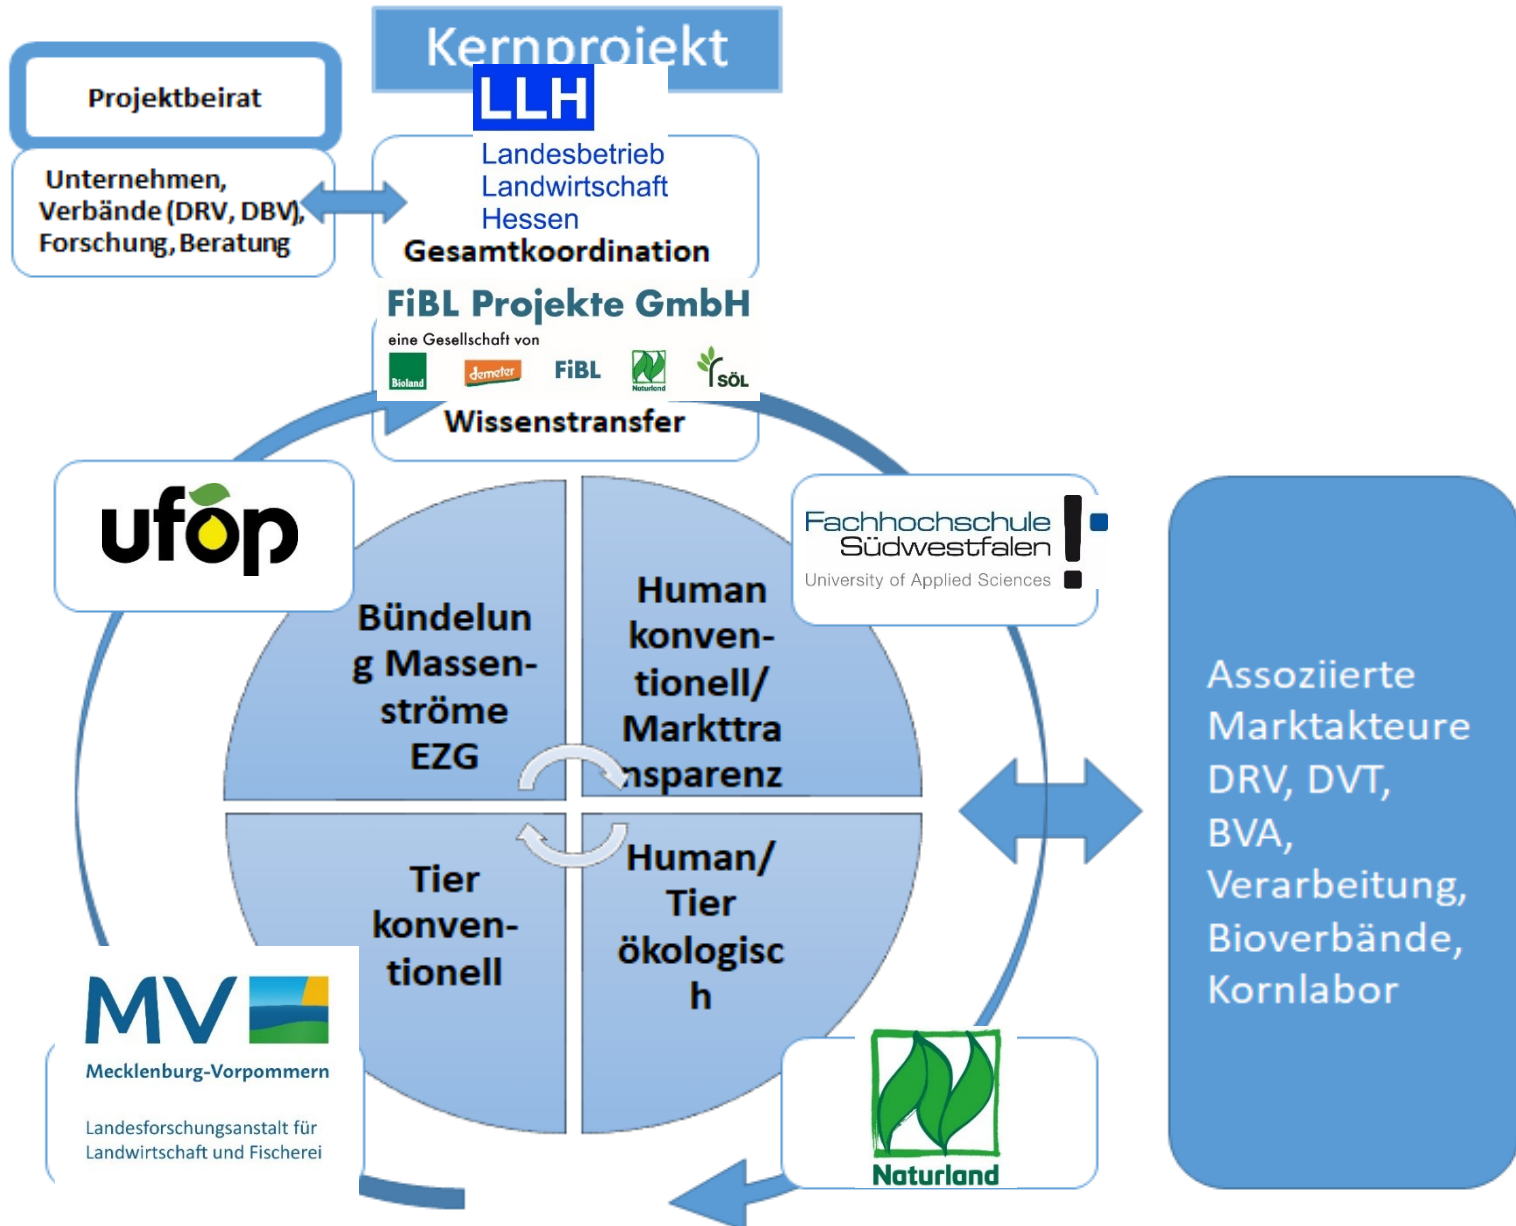 Kernprojekt
Projektbeirat
Unternehmen,
Verbände (DRV, DBV),
Forschung, Beratung
LLH
Landesbetrieb
Landwirtschaft
Hessen
Gesamtkoordination
FiBL Projekte GmbH
eine Gesellschaft von
Bioland
demeter
FiBL
Naturland
SÖL
Wissenstransfer
ufop
Fachhochschule
Südwestfalen
University of Applied Sciences
Bündelun
g Massen-
ströme
EZG
Human
konven-
tionell/
Markttra
nsparenz
Tier
konven-
tionell
Human/
Tier
ökologisc
h
MV
Mecklenburg-Vorpommern
Landesforschungsanstalt für
Landwirtschaft und Fischerei
Naturland
Assoziierte
Marktakteure
DRV, DVT,
BVA,
Verarbeitung,
Bioverbände,
Kornlabor